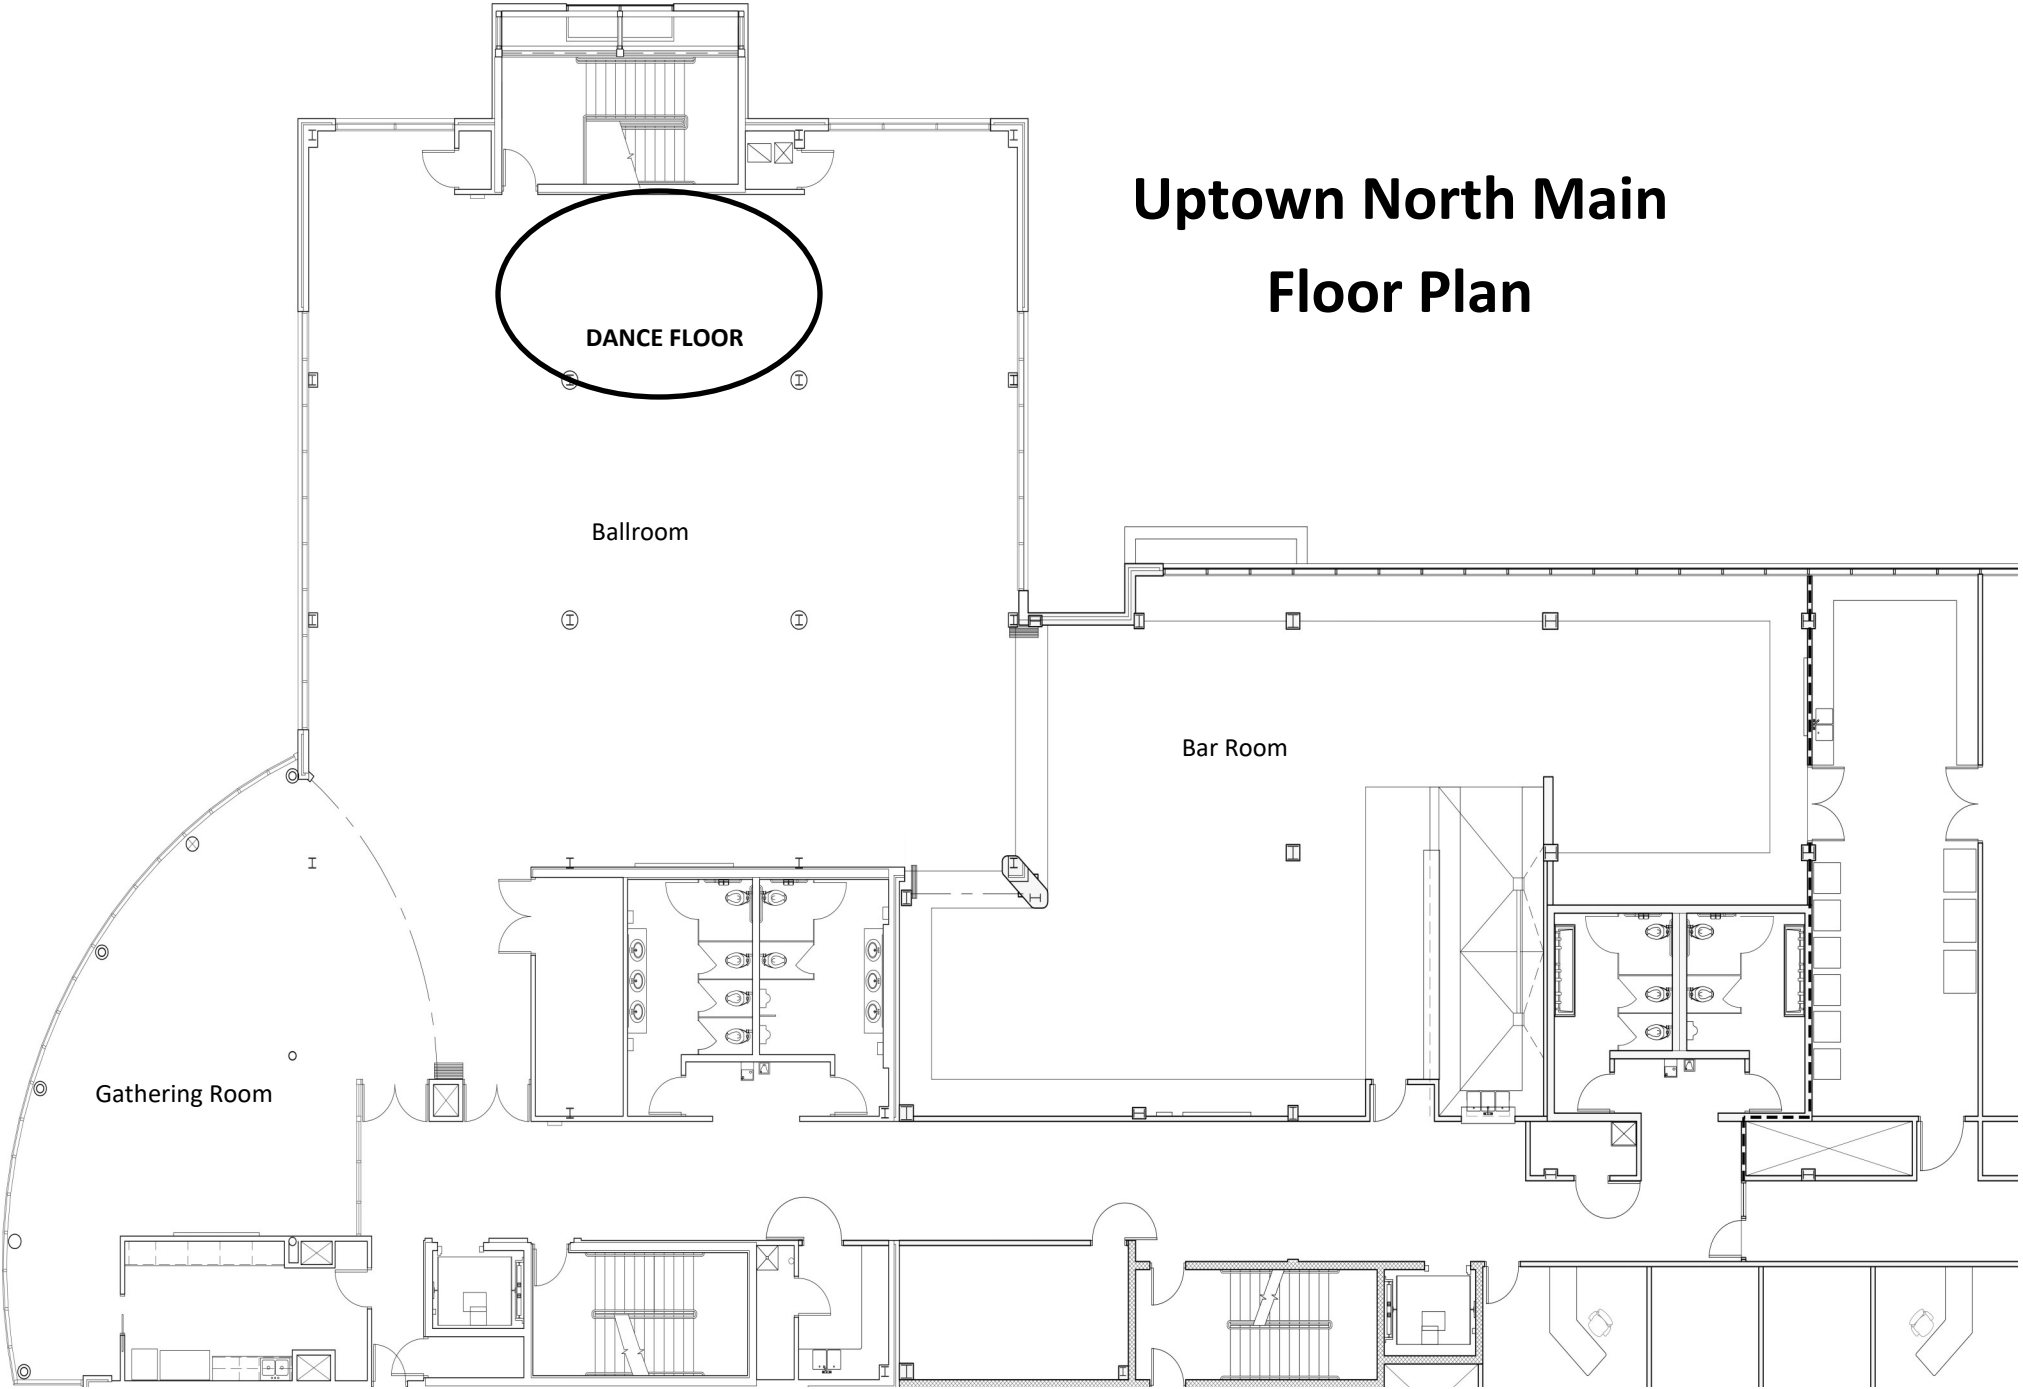 Uptown North Main
Floor Plan
DANCE FLOOR
Ballroom
Bar Room
Gathering Room